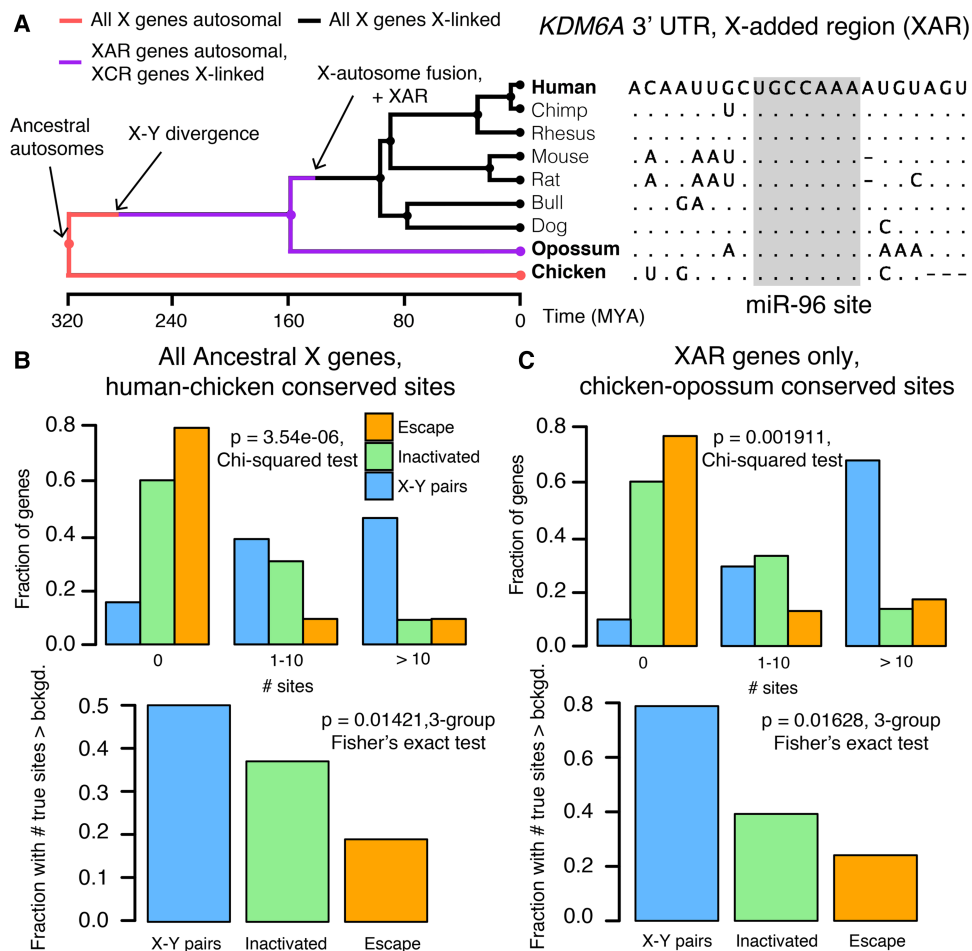 A
All X genes autosomal
All X genes X-linked
XAR genes autosomal,
XCR genes X-linked
KDM6A 3' UTR, X-added region (XAR)
X-autosome fusion,
+ XAR
Ancestral
autosomes
X-Y divergence
Human ACAAUUGCUGCCAAAAUGUAGU
Chimp . . . . . . U . . . . . . . . . . . . . . .
Rhesus . . . . . . . . . . . . . . . . . . . . . .
Mouse . A . . A A U . . . . . . . . - . . . . . .
Rat . A . . A A U . . . . . . . . - . . C . . .
Bull . . . G A . . . . . . . . . . . . . . . . .
Dog . . . . . . . . . . . . . . . . C . . . . .
Opossum . . . . . . A . . . . . . . . . A A A . . .
Chicken . U . G . . . . . . . . . . . . C . . - - -
miR-96 site
320 240 160 80 0 Time (MYA)
B
All Ancestral X genes,
human-chicken conserved sites
Fraction of genes
0.8
0.6
0.4
0.2
0.0
p = 3.54e-06,
Chi-squared test
Escape
Inactivated
X-Y pairs
0 1-10 > 10
# sites
Fraction with # true sites > bckgd.
0.5
0.4
0.3
0.2
0.1
0.0
p = 0.01421,3-group
Fisher's exact test
X-Y pairs Inactivated Escape
C
XAR genes only,
chicken-opossum conserved sites
Fraction of genes
0.8
0.6
0.4
0.2
0.0
p = 0.001911,
Chi-squared test
0 1-10 > 10
# sites
Fraction with # true sites > bckgd.
0.8
0.6
0.4
0.2
0.0
p = 0.01628, 3-group
Fisher's exact test
X-Y pairs Inactivated Escape